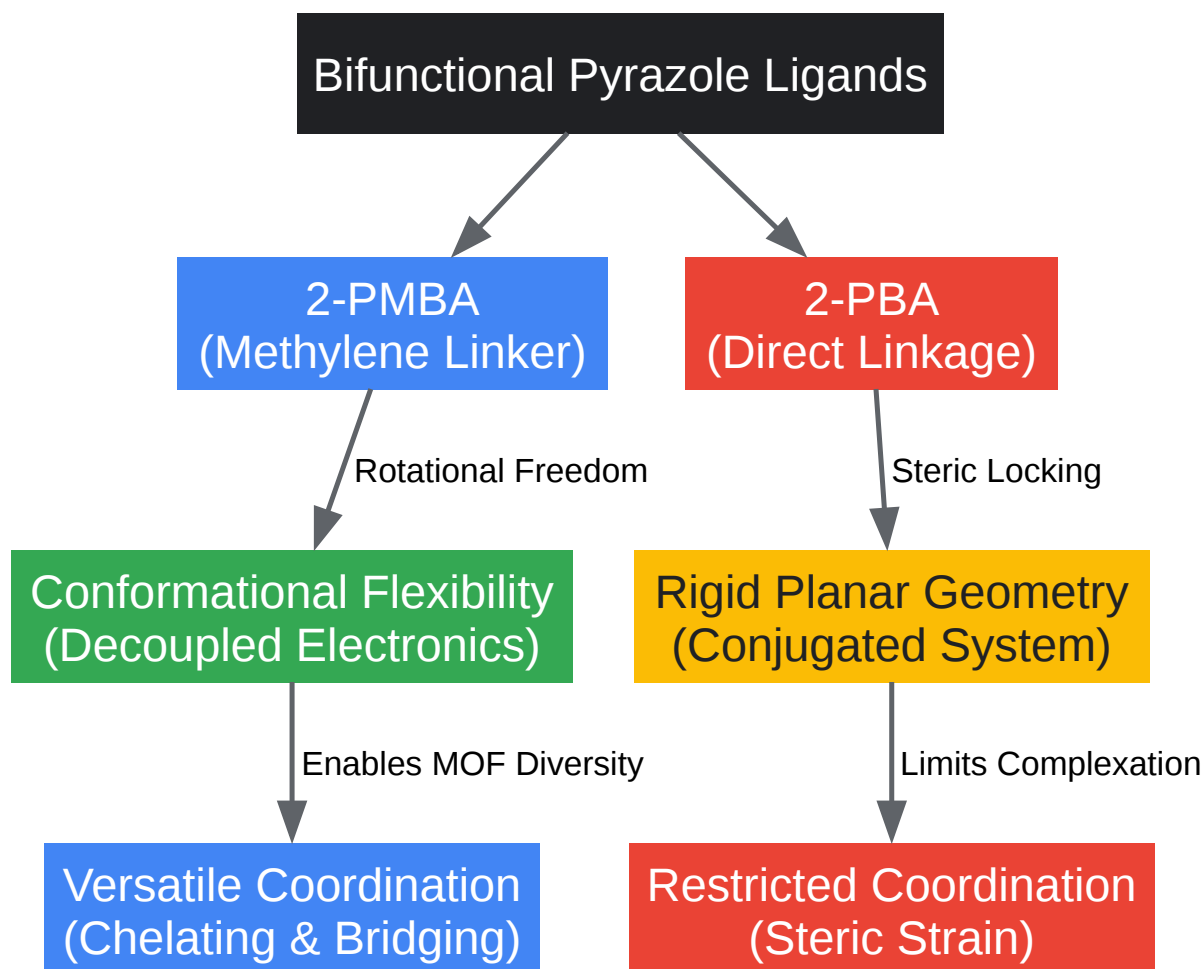 Bifunctional Pyrazole Ligands
2-PMBA
(Methylene Linker)
2-PBA
(Direct Linkage)
Rotational Freedom
Steric Locking
Conformational Flexibility
(Decoupled Electronics)
Rigid Planar Geometry
(Conjugated System)
Enables MOF Diversity
Limits Complexation
Versatile Coordination
(Chelating & Bridging)
Restricted Coordination
(Steric Strain)